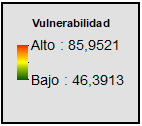 Vulnerabilidad
Alto : 85,9521
Bajo : 46,3913